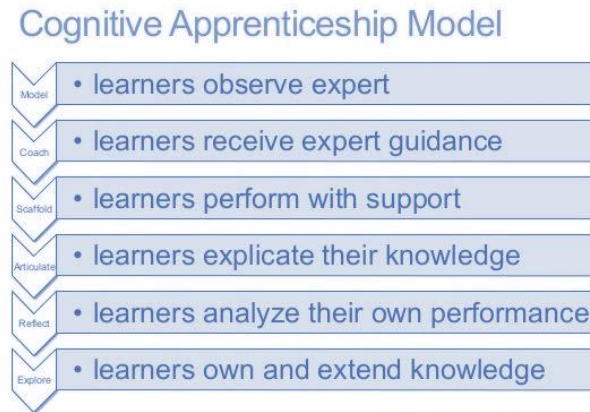 Cognitive Apprenticeship Model
Model
• learners observe expert
Coach
• learners receive expert guidance
Scaffold
• learners perform with support
Articulate
• learners explicate their knowledge
Reflect
• learners analyze their own performance
Explore
• learners own and extend knowledge